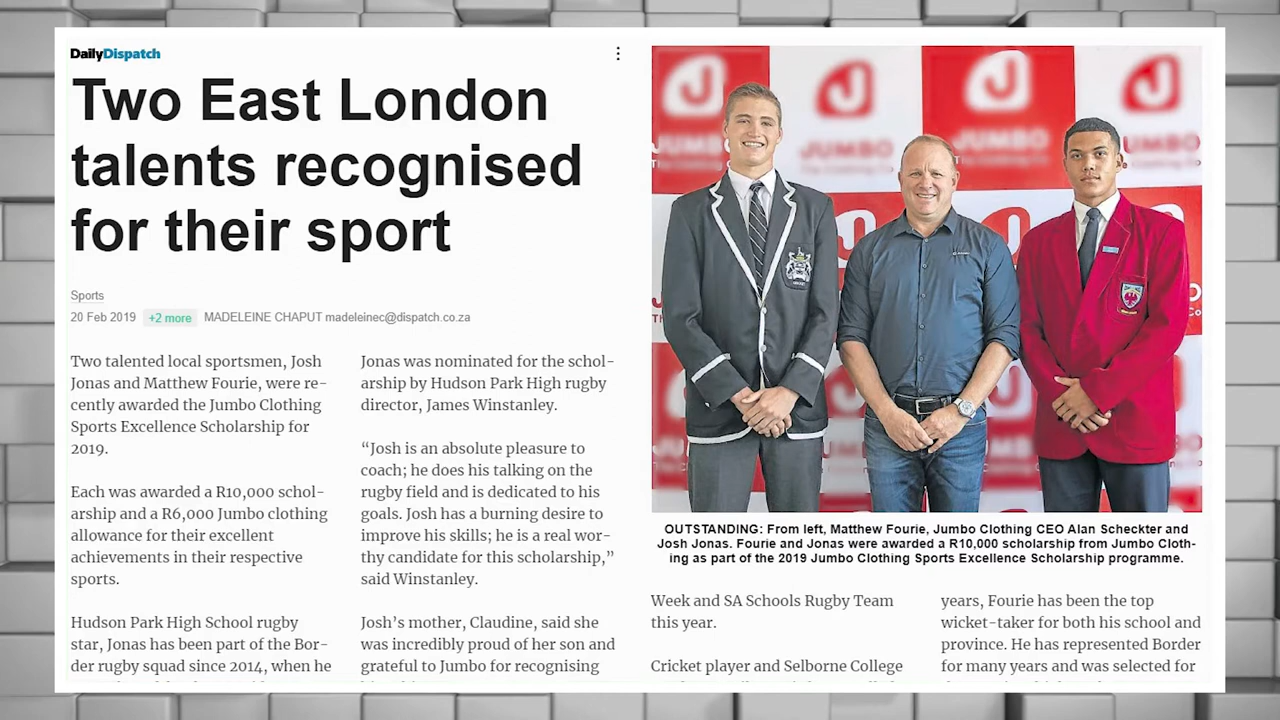 DailyDispatch
Two East London
talents recognised
for their sport
Sports
20 Feb 2019 +2 more MADELEINE CHAPUT madeleinec@dispatch.co.za
Two talented local sportsmen, Josh
Jonas and Matthew Fourie, were re-
cently awarded the Jumbo Clothing
Sports Excellence Scholarship for
2019.
Each was awarded a R10,000 schol-
arship and a R6,000 Jumbo clothing
allowance for their excellent
achievements in their respective
sports.
Hudson Park High School rugby
star, Jonas has been part of the Bor-
der rugby squad since 2014, when he
Jonas was nominated for the schol-
arship by Hudson Park High rugby
director, James Winstanley.
“Josh is an absolute pleasure to
coach; he does his talking on the
rugby field and is dedicated to his
goals. Josh has a burning desire to
improve his skills; he is a real wor-
thy candidate for this scholarship,”
said Winstanley.
Josh’s mother, Claudine, said she
was incredibly proud of her son and
grateful to Jumbo for recognising
JUMBO
JUMBO
JUMBO
OUTSTANDING: From left, Matthew Fourie, Jumbo Clothing CEO Alan Scheckter and
Josh Jonas. Fourie and Jonas were awarded a R10,000 scholarship from Jumbo Cloth-
ing as part of the 2019 Jumbo Clothing Sports Excellence Scholarship programme.
Week and SA Schools Rugby Team
this year.
Cricket player and Selborne College
years, Fourie has been the top
wicket-taker for both his school and
province. He has represented Border
for many years and was selected for